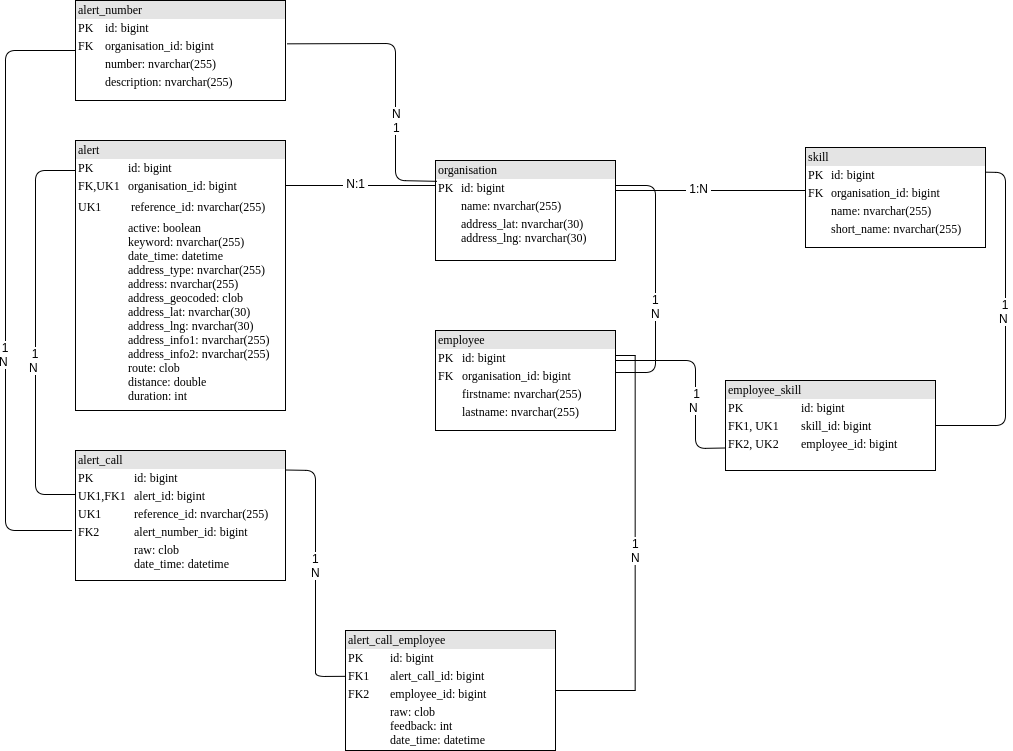 alert_number
PK id: bigint
FK organisation_id: bigint
number: nvarchar(255)
description: nvarchar(255)
N
1
alert
PK id: bigint
FK,UK1 organisation_id: bigint
UK1 reference_id: nvarchar(255)
active: boolean
keyword: nvarchar(255)
date_time: datetime
address_type: nvarchar(255)
address: nvarchar(255)
address_geocoded: clob
address_lat: nvarchar(30)
address_lng: nvarchar(30)
address_info1: nvarchar(255)
address_info2: nvarchar(255)
route: clob
distance: double
duration: int
N:1
organisation
PK id: bigint
name: nvarchar(255)
address_lat: nvarchar(30)
address_lng: nvarchar(30)
1:N
skill
PK id: bigint
FK organisation_id: bigint
name: nvarchar(255)
short_name: nvarchar(255)
1
N
1
N
1
N
1
N
employee
PK id: bigint
FK organisation_id: bigint
firstname: nvarchar(255)
lastname: nvarchar(255)
1
N
employee_skill
PK id: bigint
FK1, UK1 skill_id: bigint
FK2, UK2 employee_id: bigint
alert_call
PK id: bigint
UK1,FK1 alert_id: bigint
UK1 reference_id: nvarchar(255)
FK2 alert_number_id: bigint
raw: clob
date_time: datetime
1
N
1
N
alert_call_employee
PK id: bigint
FK1 alert_call_id: bigint
FK2 employee_id: bigint
raw: clob
feedback: int
date_time: datetime